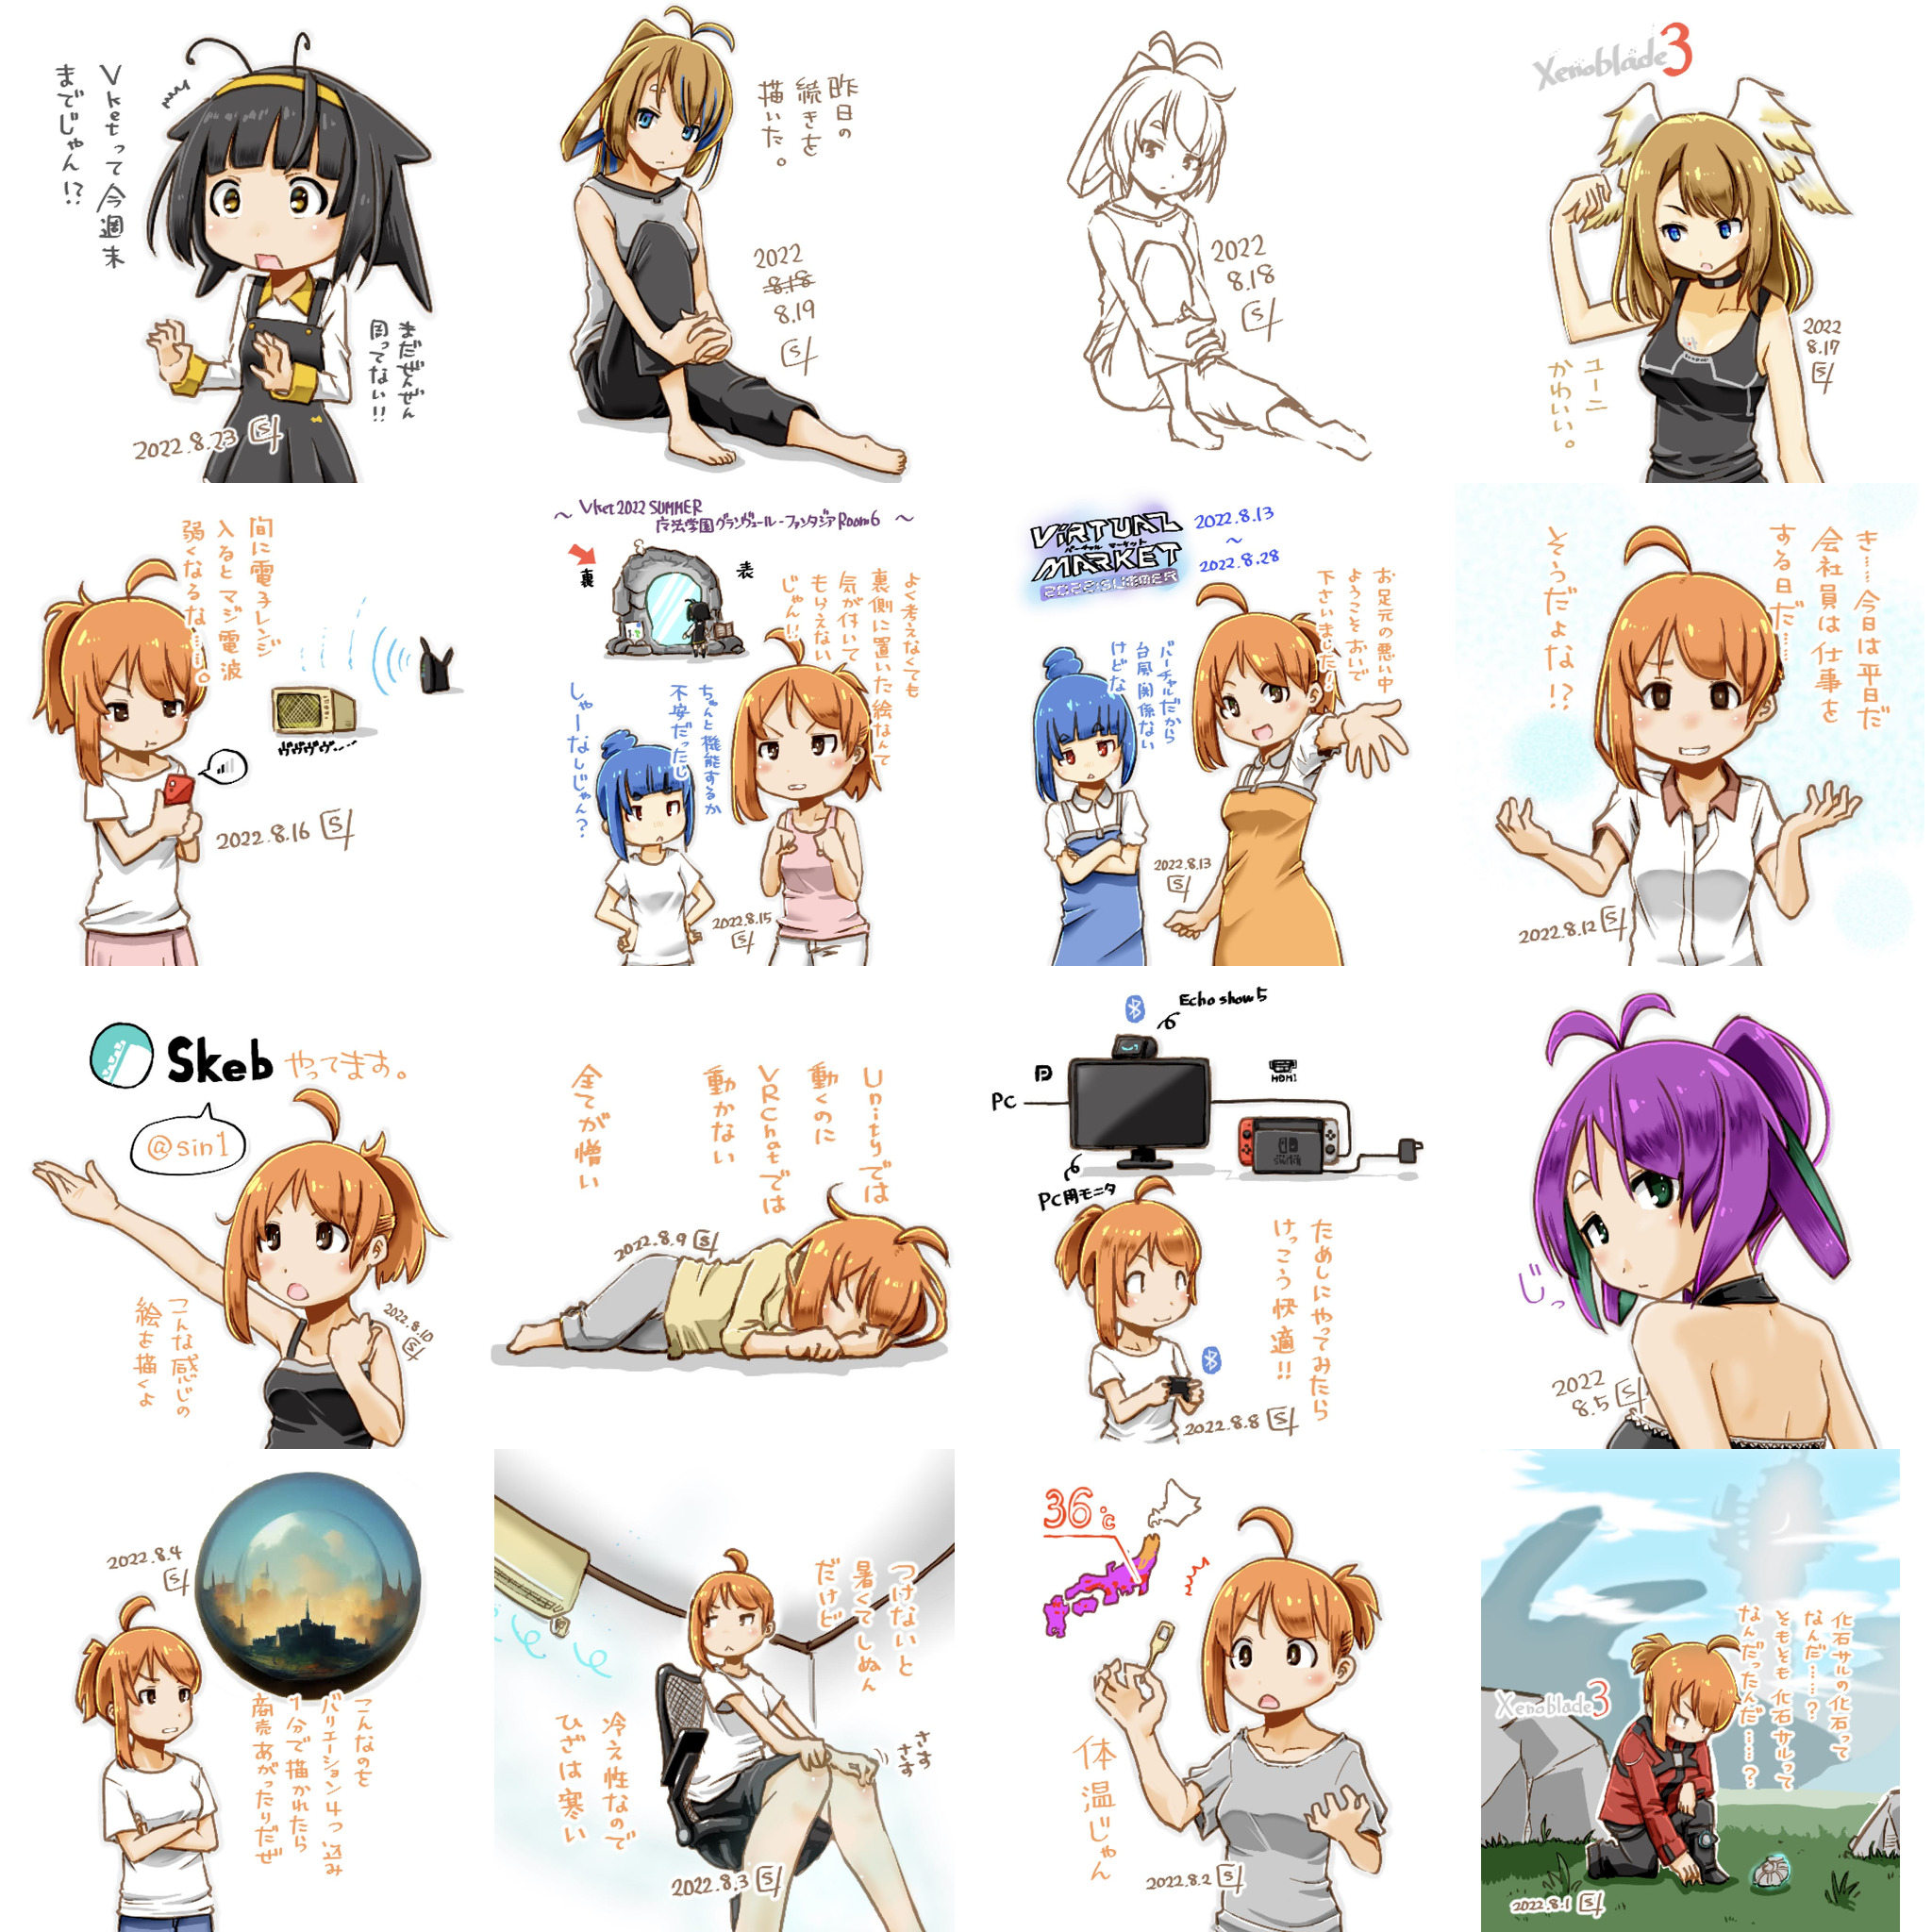 Vketって今週末
までじゃん!?
まだぜんぜん
周ってない!!
2022.8.23
昨日の
続きを
描いた。
2022
8.18
8.19
2022
8.18
Xenoblade3
ユーニ
かわいい。
2022
8.17
間に電子レンジ
入るとマジ電波
弱くなるな……。
ヴヴヴヴ----
2022.8.16
～ Vket2022 SUMMER
魔法学園グランヴェール-ファンタジア Room6 ～
裏
表
よく考えなくても
裏側に置いた絵なんて
気が付いて
もらえない
じゃん!!
ちゃんと機能するか
不安だったし
しゃーなしじゃん?
2022.8.15
VIRTUAL
バーチャル マーケット
MARKET
2022 SUMMER
2022.8.13
～
2022.8.28
お足元の悪い中
ようこそおいで
下さいました!
バーチャルだから
台風関係ない
けどな
2022.8.13
き……今日は平日だ
会社員は仕事を
する日だ……
そうだよな!?
2022.8.12
Skeb やってます。
@sin1
こんな感じの
絵を描くよ
2022.8.10
Unityでは
動くのに
VRChatでは
動かない
全てが憎い
2022.8.9
Echo show5
PC
HDMI
PC用モニタ
ためしにやってみたら
けっこう快適!!
2022.8.8
じっ
2022
8.5
2022.8.4
こんなのを
バリエーション4つ込み
1分で描かれたら
商売あがったりだぜ
つけないと
暑くてしぬん
だけど
冷え性なので
ひざは寒い
さす
さす
2022.8.3
36℃
体温じゃん
2022.8.2
Xenoblade3
化石サルの化石って
なんだ……?
そもそも化石サルって
なんだったんだ……?
2022.8.1